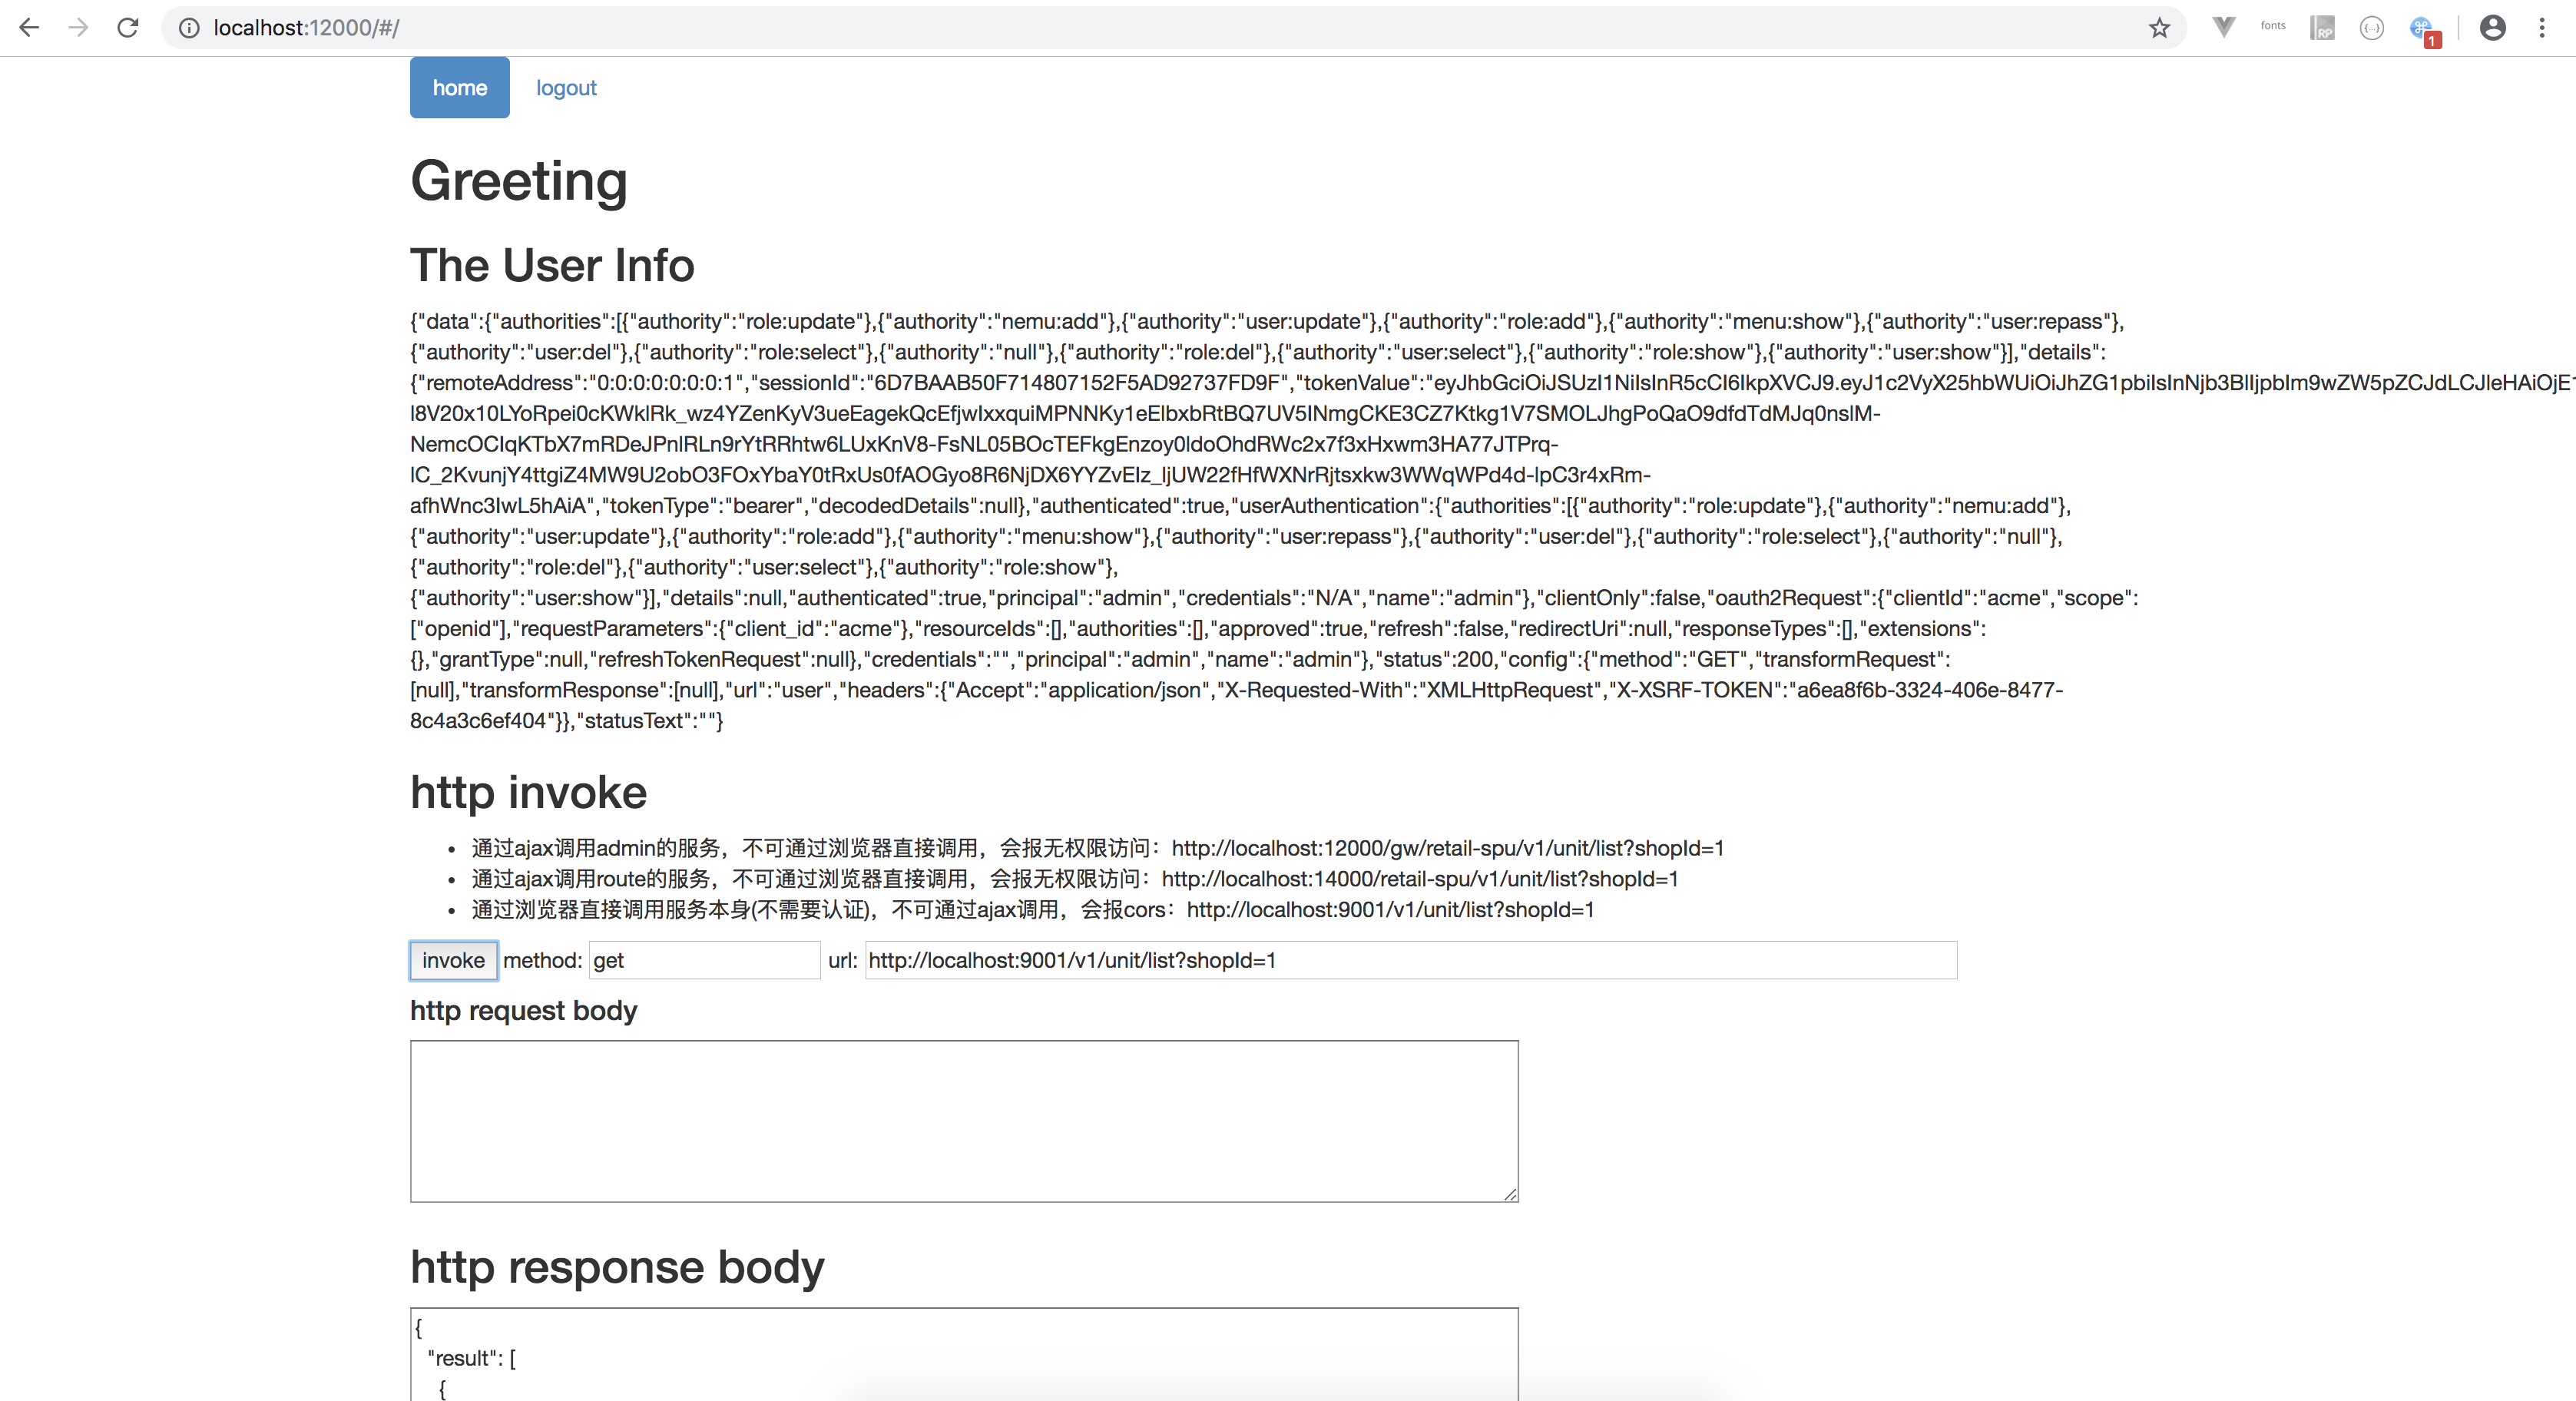 localhost:12000/#/
fonts
RP
{···}
1
home logout
Greeting
The User Info
{"data":{"authorities":[{"authority":"role:update"},{"authority":"nemu:add"},{"authority":"user:update"},{"authority":"role:add"},{"authority":"menu:show"},{"authority":"user:repass"},
{"authority":"user:del"},{"authority":"role:select"},{"authority":"null"},{"authority":"role:del"},{"authority":"user:select"},{"authority":"role:show"},{"authority":"user:show"}],"details":
{"remoteAddress":"0:0:0:0:0:0:0:1","sessionId":"6D7BAAB50F714807152F5AD92737FD9F","tokenValue":"eyJhbGciOiJSUzI1NiIsInR5cCI6IkpXVCJ9.eyJ1c2VyX25hbWUiOiJhZG1pbiIsInNjb3BlIjpbIm9wZW5pZCJdLCJleHAiOjE1
l8V20x10LYoRpei0cKWklRk_wz4YZenKyV3ueEagekQcEfjwIxxquiMPNNKy1eElbxbRtBQ7UV5INmgCKE3CZ7Ktkg1V7SMOLJhgPoQaO9dfdTdMJq0nslM-
NemcOCIqKTbX7mRDeJPnlRLn9rYtRRhtw6LUxKnV8-FsNL05BOcTEFkgEnzoy0ldoOhdRWc2x7f3xHxwm3HA77JTPrq-
lC_2KvunjY4ttgiZ4MW9U2obO3FOxYbaY0tRxUs0fAOGyo8R6NjDX6YYZvEIz_ljUW22fHfWXNrRjtsxkw3WWqWPd4d-lpC3r4xRm-
afhWnc3IwL5hAiA","tokenType":"bearer","decodedDetails":null},"authenticated":true,"userAuthentication":{"authorities":[{"authority":"role:update"},{"authority":"nemu:add"},
{"authority":"user:update"},{"authority":"role:add"},{"authority":"menu:show"},{"authority":"user:repass"},{"authority":"user:del"},{"authority":"role:select"},{"authority":"null"},
{"authority":"role:del"},{"authority":"user:select"},{"authority":"role:show"},
{"authority":"user:show"}],"details":null,"authenticated":true,"principal":"admin","credentials":"N/A","name":"admin"},"clientOnly":false,"oauth2Request":{"clientId":"acme","scope":
["openid"],"requestParameters":{"client_id":"acme"},"resourceIds":[],"authorities":[],"approved":true,"refresh":false,"redirectUri":null,"responseTypes":[],"extensions":
{},"grantType":null,"refreshTokenRequest":null},"credentials":"","principal":"admin","name":"admin"},"status":200,"config":{"method":"GET","transformRequest":
[null],"transformResponse":[null],"url":"user","headers":{"Accept":"application/json","X-Requested-With":"XMLHttpRequest","X-XSRF-TOKEN":"a6ea8f6b-3324-406e-8477-
8c4a3c6ef404"}},"statusText":""}
http invoke
• 通过ajax调用admin的服务，不可通过浏览器直接调用，会报无权限访问：http://localhost:12000/gw/retail-spu/v1/unit/list?shopId=1
• 通过ajax调用route的服务，不可通过浏览器直接调用，会报无权限访问：http://localhost:14000/retail-spu/v1/unit/list?shopId=1
• 通过浏览器直接调用服务本身(不需要认证)，不可通过ajax调用，会报cors：http://localhost:9001/v1/unit/list?shopId=1
invoke method: get url: http://localhost:9001/v1/unit/list?shopId=1
http request body
http response body
{
"result": [
{